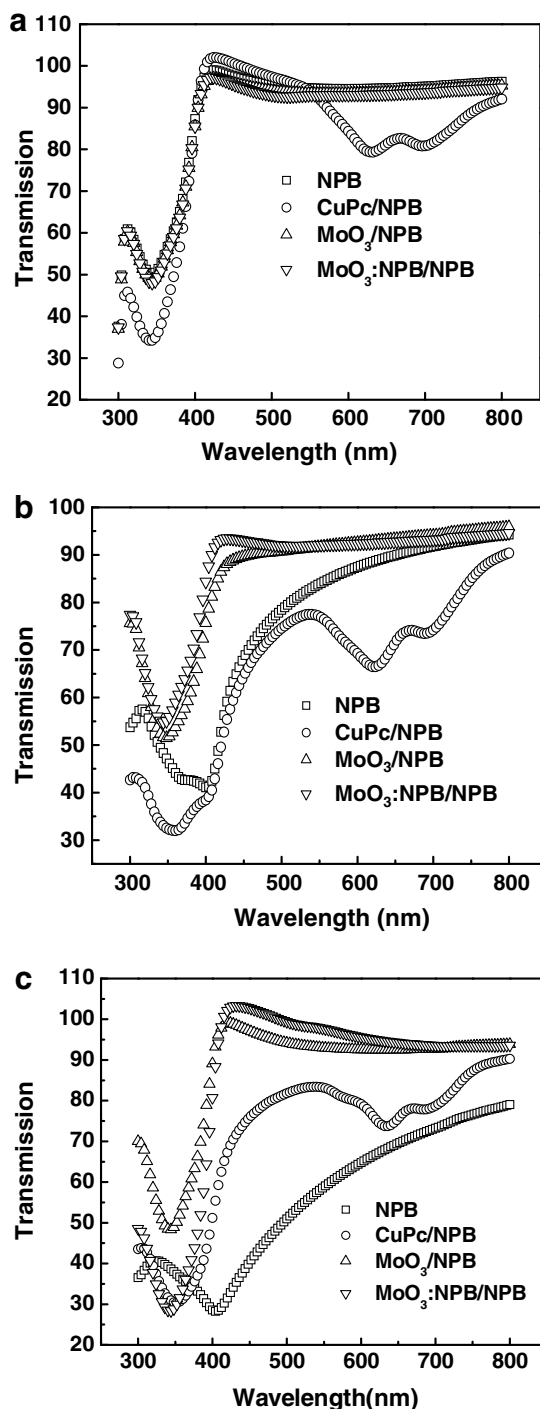 a
110
100
90
80
70
60
50
40
30
20
Transmission
NPB
CuPc/NPB
MoO₃/NPB
MoO₃:NPB/NPB
300 400 500 600 700 800
Wavelength (nm)
b
100
90
80
70
60
50
40
30
Transmission
NPB
CuPc/NPB
MoO₃/NPB
MoO₃:NPB/NPB
300 400 500 600 700 800
Wavelength (nm)
c
110
100
90
80
70
60
50
40
30
20
Transmission
NPB
CuPc/NPB
MoO₃/NPB
MoO₃:NPB/NPB
300 400 500 600 700 800
Wavelength(nm)